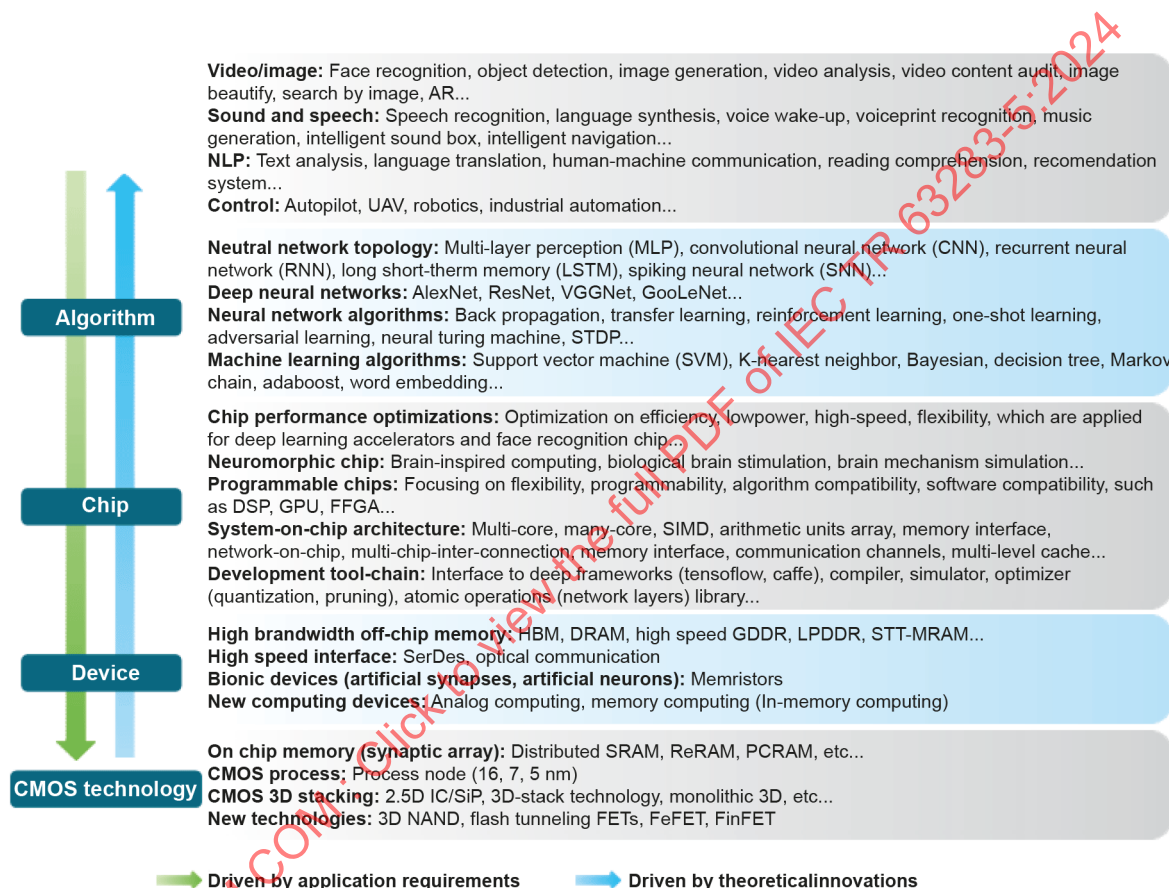 Video/image: Face recognition, object detection, image generation, video analysis, video content audit, image
beautify, search by image, AR...
Sound and speech: Speech recognition, language synthesis, voice wake-up, voiceprint recognition, music
generation, intelligent sound box, intelligent navigation...
NLP: Text analysis, language translation, human-machine communication, reading comprehension, recomendation
system...
Control: Autopilot, UAV, robotics, industrial automation...
Algorithm
Neutral network topology: Multi-layer perception (MLP), convolutional neural network (CNN), recurrent neural
network (RNN), long short-therm memory (LSTM), spiking neural network (SNN)...
Deep neural networks: AlexNet, ResNet, VGGNet, GooLeNet...
Neural network algorithms: Back propagation, transfer learning, reinforcement learning, one-shot learning,
adversarial learning, neural turing machine, STDP...
Machine learning algorithms: Support vector machine (SVM), K-nearest neighbor, Bayesian, decision tree, Markov
chain, adaboost, word embedding...
Chip
Chip performance optimizations: Optimization on efficiency, lowpower, high-speed, flexibility, which are applied
for deep learning accelerators and face recognition chip...
Neuromorphic chip: Brain-inspired computing, biological brain stimulation, brain mechanism simulation...
Programmable chips: Focusing on flexibility, programmability, algorithm compatibility, software compatibility, such
as DSP, GPU, FFGA...
System-on-chip architecture: Multi-core, many-core, SIMD, arithmetic units array, memory interface,
network-on-chip, multi-chip-inter-connection, memory interface, communication channels, multi-level cache...
Development tool-chain: Interface to deep frameworks (tensoflow, caffe), compiler, simulator, optimizer
(quantization, pruning), atomic operations (network layers) library...
Device
High brandwidth off-chip memory: HBM, DRAM, high speed GDDR, LPDDR, STT-MRAM...
High speed interface: SerDes, optical communication
Bionic devices (artificial synapses, artificial neurons): Memristors
New computing devices: Analog computing, memory computing (In-memory computing)
CMOS technology
On chip memory (synaptic array): Distributed SRAM, ReRAM, PCRAM, etc...
CMOS process: Process node (16, 7, 5 nm)
CMOS 3D stacking: 2.5D IC/SiP, 3D-stack technology, monolithic 3D, etc...
New technologies: 3D NAND, flash tunneling FETs, FeFET, FinFET
Driven by application requirements
Driven by theoreticalinnovations
COM : Click to view the full PDF of IEC TR 63283-5:2024